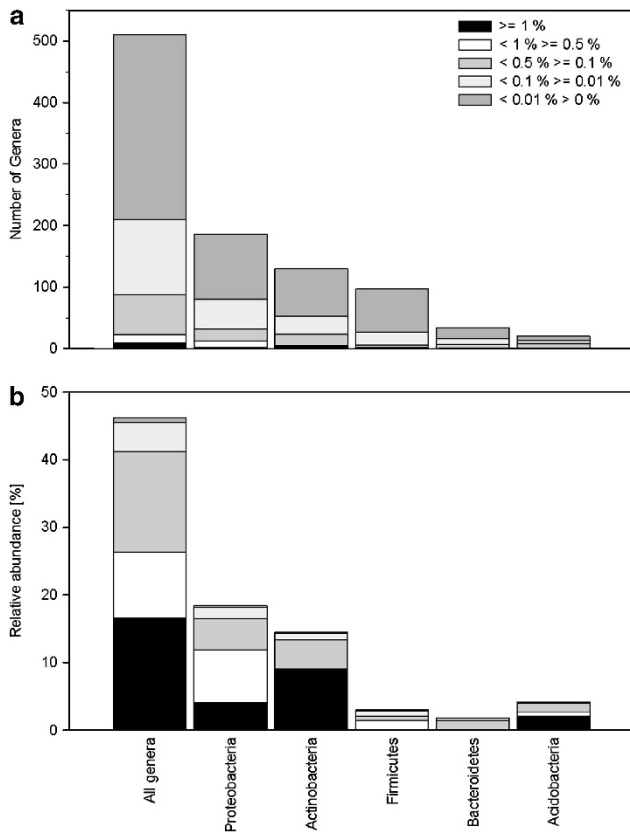 a
>= 1 %
< 1 % >= 0.5 %
< 0.5 % >= 0.1 %
< 0.1 % >= 0.01 %
< 0.01 % > 0 %
500
400
300
200
100
0
Number of Genera
b
50
40
30
20
10
0
Relative abundance [%]
All genera
Proteobacteria
Actinobacteria
Firmicutes
Bacteroidetes
Acidobacteria